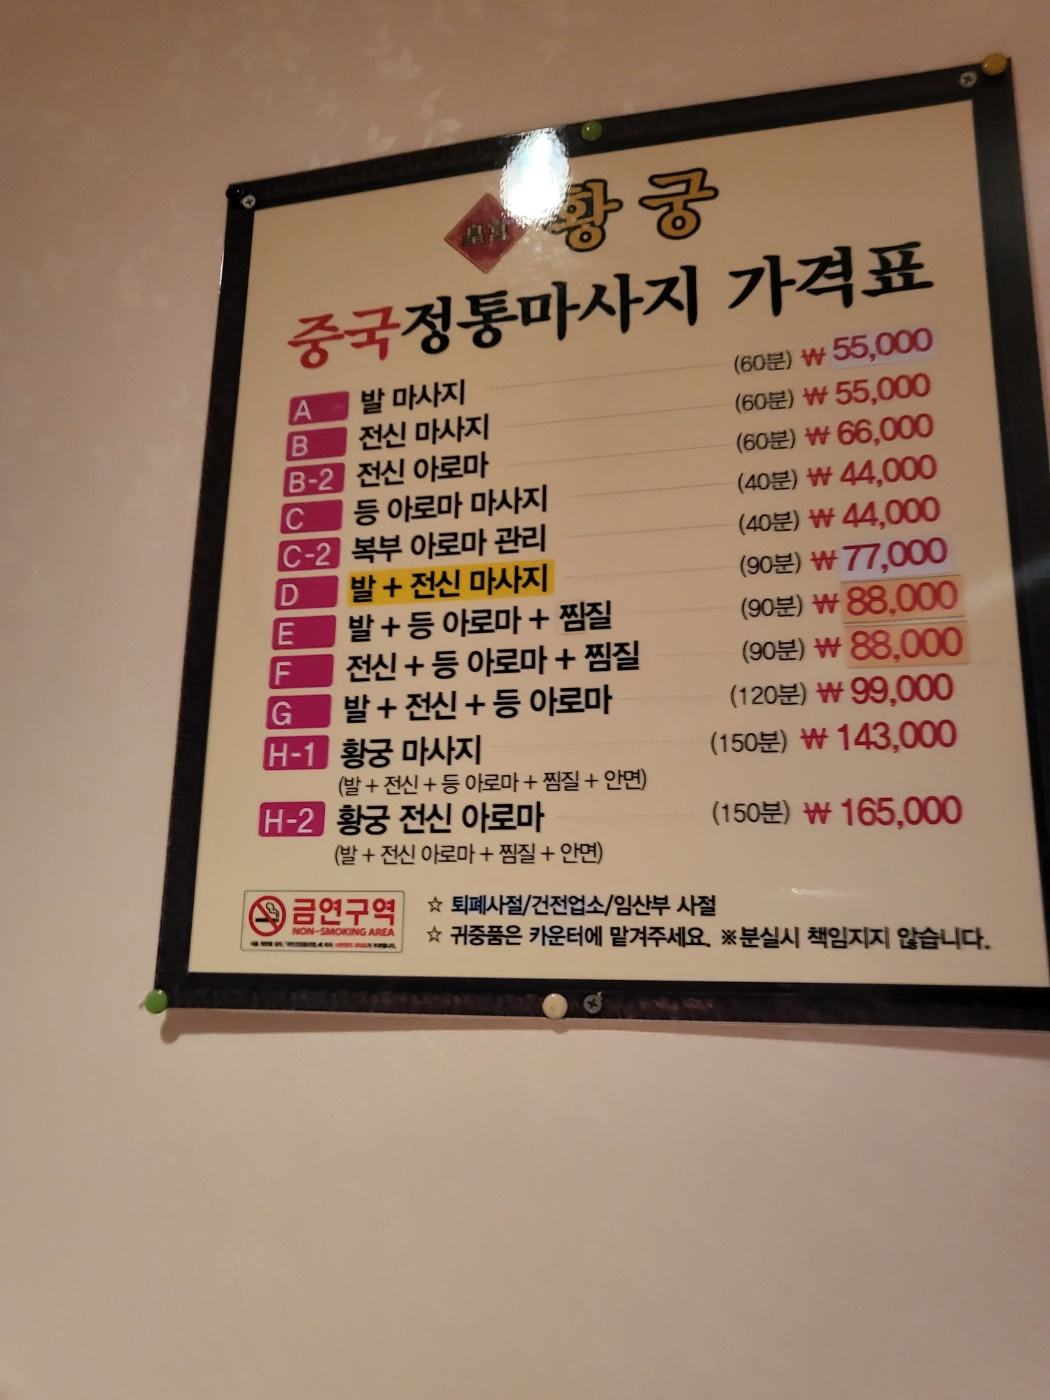 황궁
중국정통마사지 가격표
A 발 마사지 (60분) ₩ 55,000
B 전신 마사지 (60분) ₩ 55,000
B-2 전신 아로마 (60분) ₩ 66,000
C 등 아로마 마사지 (40분) ₩ 44,000
C-2 복부 아로마 관리 (40분) ₩ 44,000
D 발 + 전신 마사지 (90분) ₩ 77,000
E 발 + 등 아로마 + 찜질 (90분) ₩ 88,000
F 전신 + 등 아로마 + 찜질 (90분) ₩ 88,000
G 발 + 전신 + 등 아로마 (120분) ₩ 99,000
H-1 황궁 마사지 (150분) ₩ 143,000
(발 + 전신 + 등 아로마 + 찜질 + 안면)
H-2 황궁 전신 아로마 (150분) ₩ 165,000
(발 + 전신 아로마 + 찜질 + 안면)
금연구역
NON-SMOKING AREA
☆ 퇴폐사절/건전업소/임산부 사절
☆ 귀중품은 카운터에 맡겨주세요. ※분실시 책임지지 않습니다.